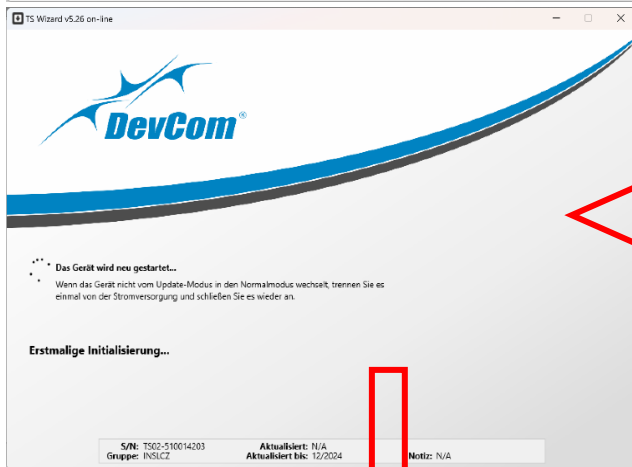 TS Wizard v5.26 on-line
DevCom®
Das Gerät wird neu gestartet...
Wenn das Gerät nicht vom Update-Modus in den Normalmodus wechselt, trennen Sie es
einmal von der Stromversorgung und schließen Sie es wieder an.
Erstmalige Initialisierung...
S/N: TS02-510014203 Aktualisiert: N/A
Gruppe: INSLCZ Aktualisiert bis: 12/2024 Notiz: N/A